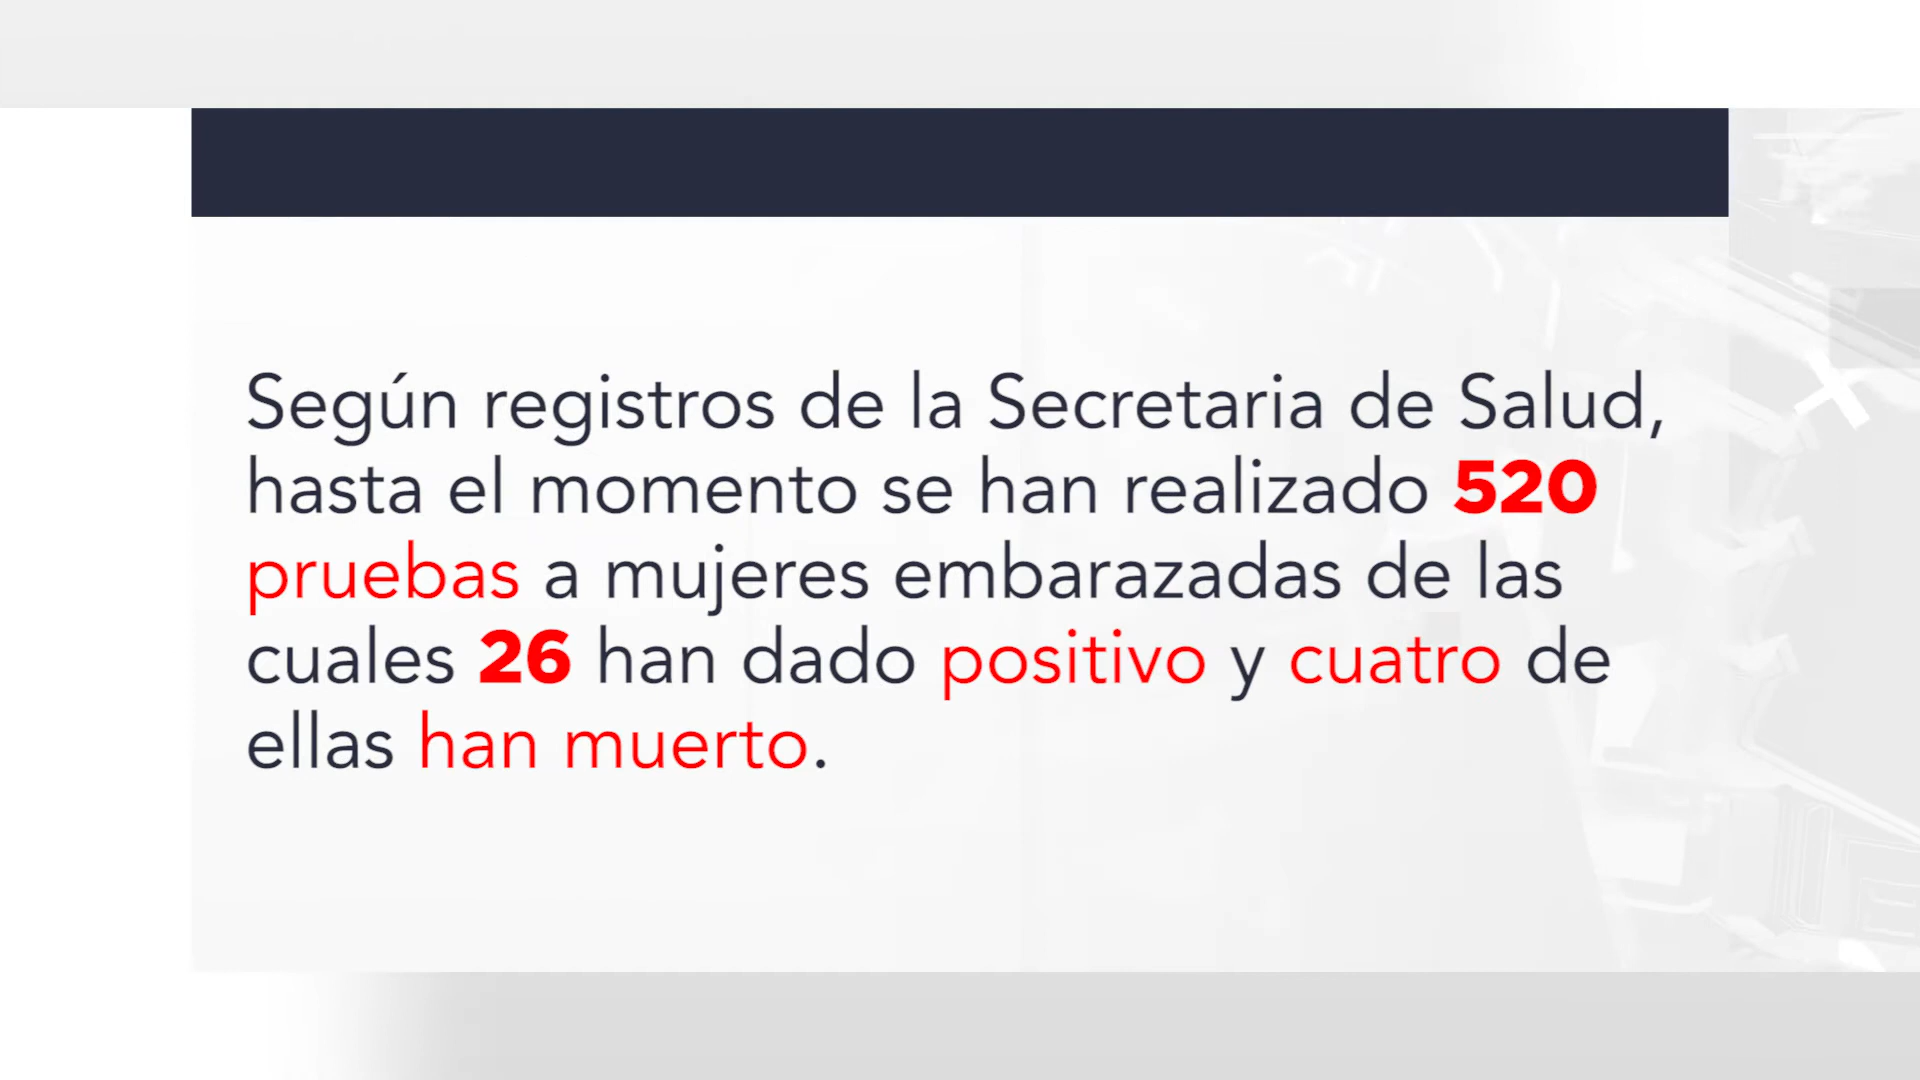 Según registros de la Secretaria de Salud,
hasta el momento se han realizado 520
pruebas a mujeres embarazadas de las
cuales 26 han dado positivo y cuatro de
ellas han muerto.